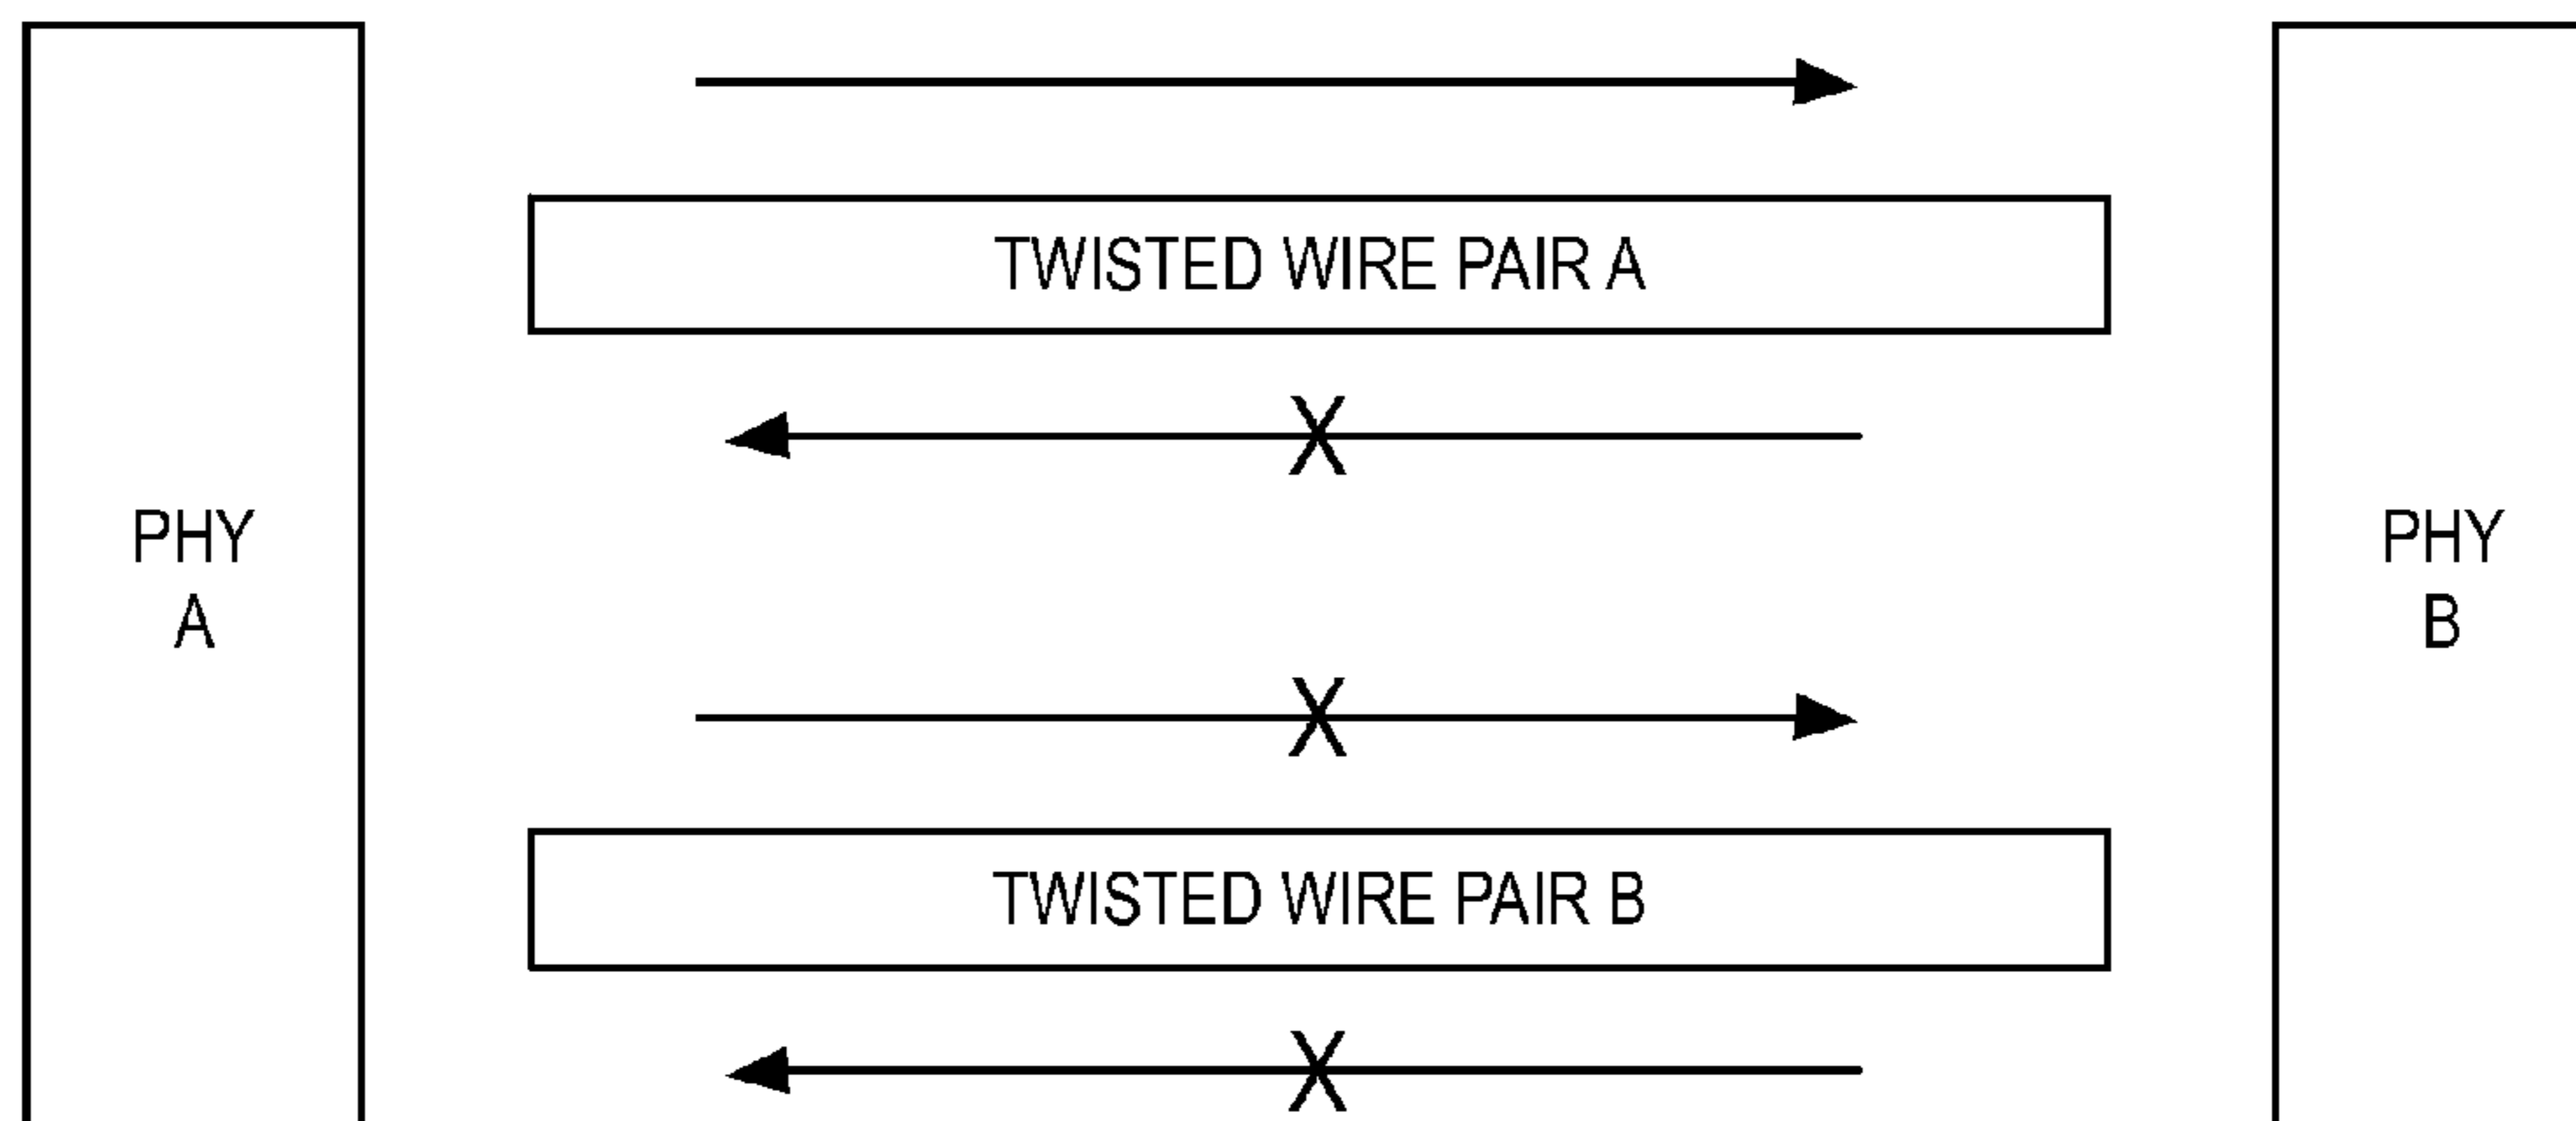 TWISTED WIRE PAIR A
X
PHY
A
PHY
B
X
TWISTED WIRE PAIR B
X